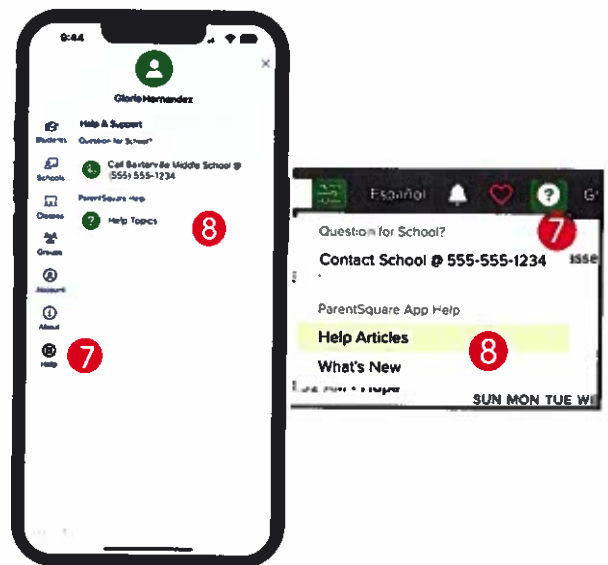 9:44
Gloria Hernandez
Help & Support
Students
Question for School?
Schools
Call Baxterville Middle School @
(555) 555-1234
Classes
ParentSquare Help
Help Topics
8
Groups
Account
About
7
Help
Español
?
G
7
Question for School?
Contact School @ 555-555-1234
asse
ParentSquare App Help
Help Articles
8
What's New
SUN MON TUE WE